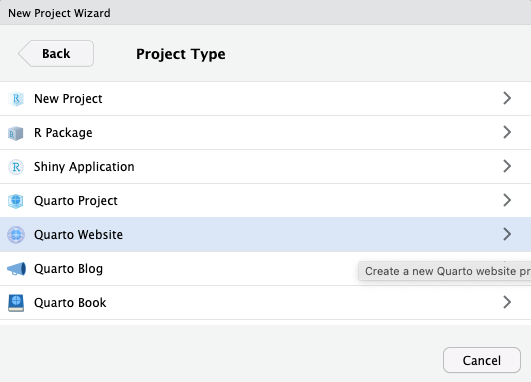 New Project Wizard
Back
Project Type
New Project
R Package
R
Shiny Application
Quarto Project
Quarto Website
Quarto Blog
Create a new Quarto website pr
Quarto Book
Cancel